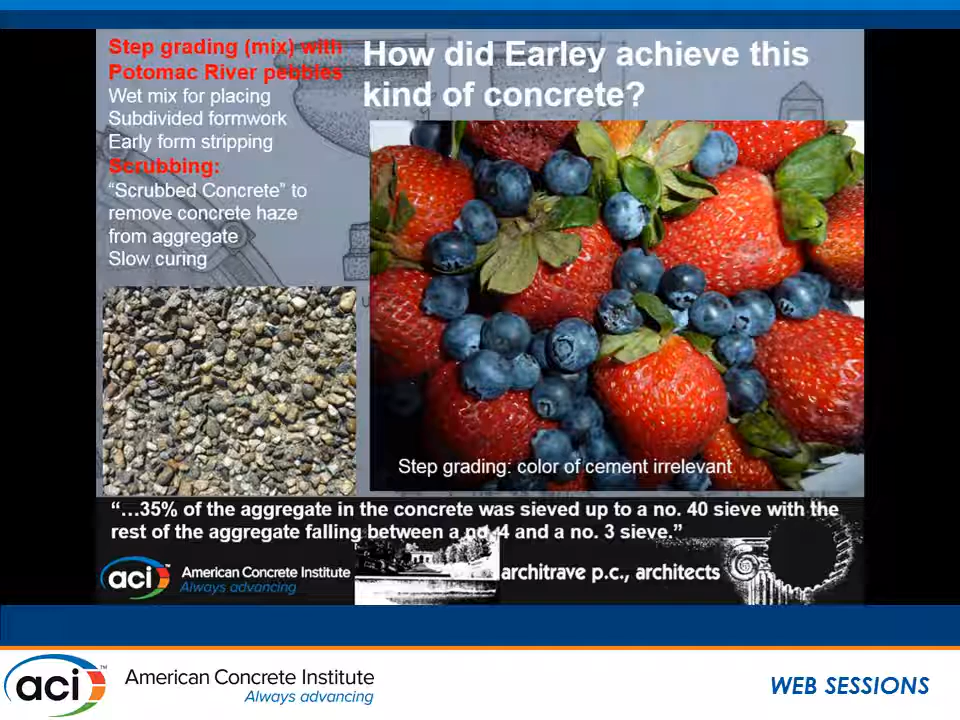 Step grading (mix) with
Potomac River pebbles
Wet mix for placing
Subdivided formwork
Early form stripping
Scrubbing:
“Scrubbed Concrete” to
remove concrete haze
from aggregate
Slow curing
How did Earley achieve this
kind of concrete?
Step grading: color of cement irrelevant
“…35% of the aggregate in the concrete was sieved up to a no. 40 sieve with the
rest of the aggregate falling between a no. 4 and a no. 3 sieve.”
aci American Concrete Institute
Always advancing
architrave p.c., architects
aci™ American Concrete Institute
Always advancing
WEB SESSIONS